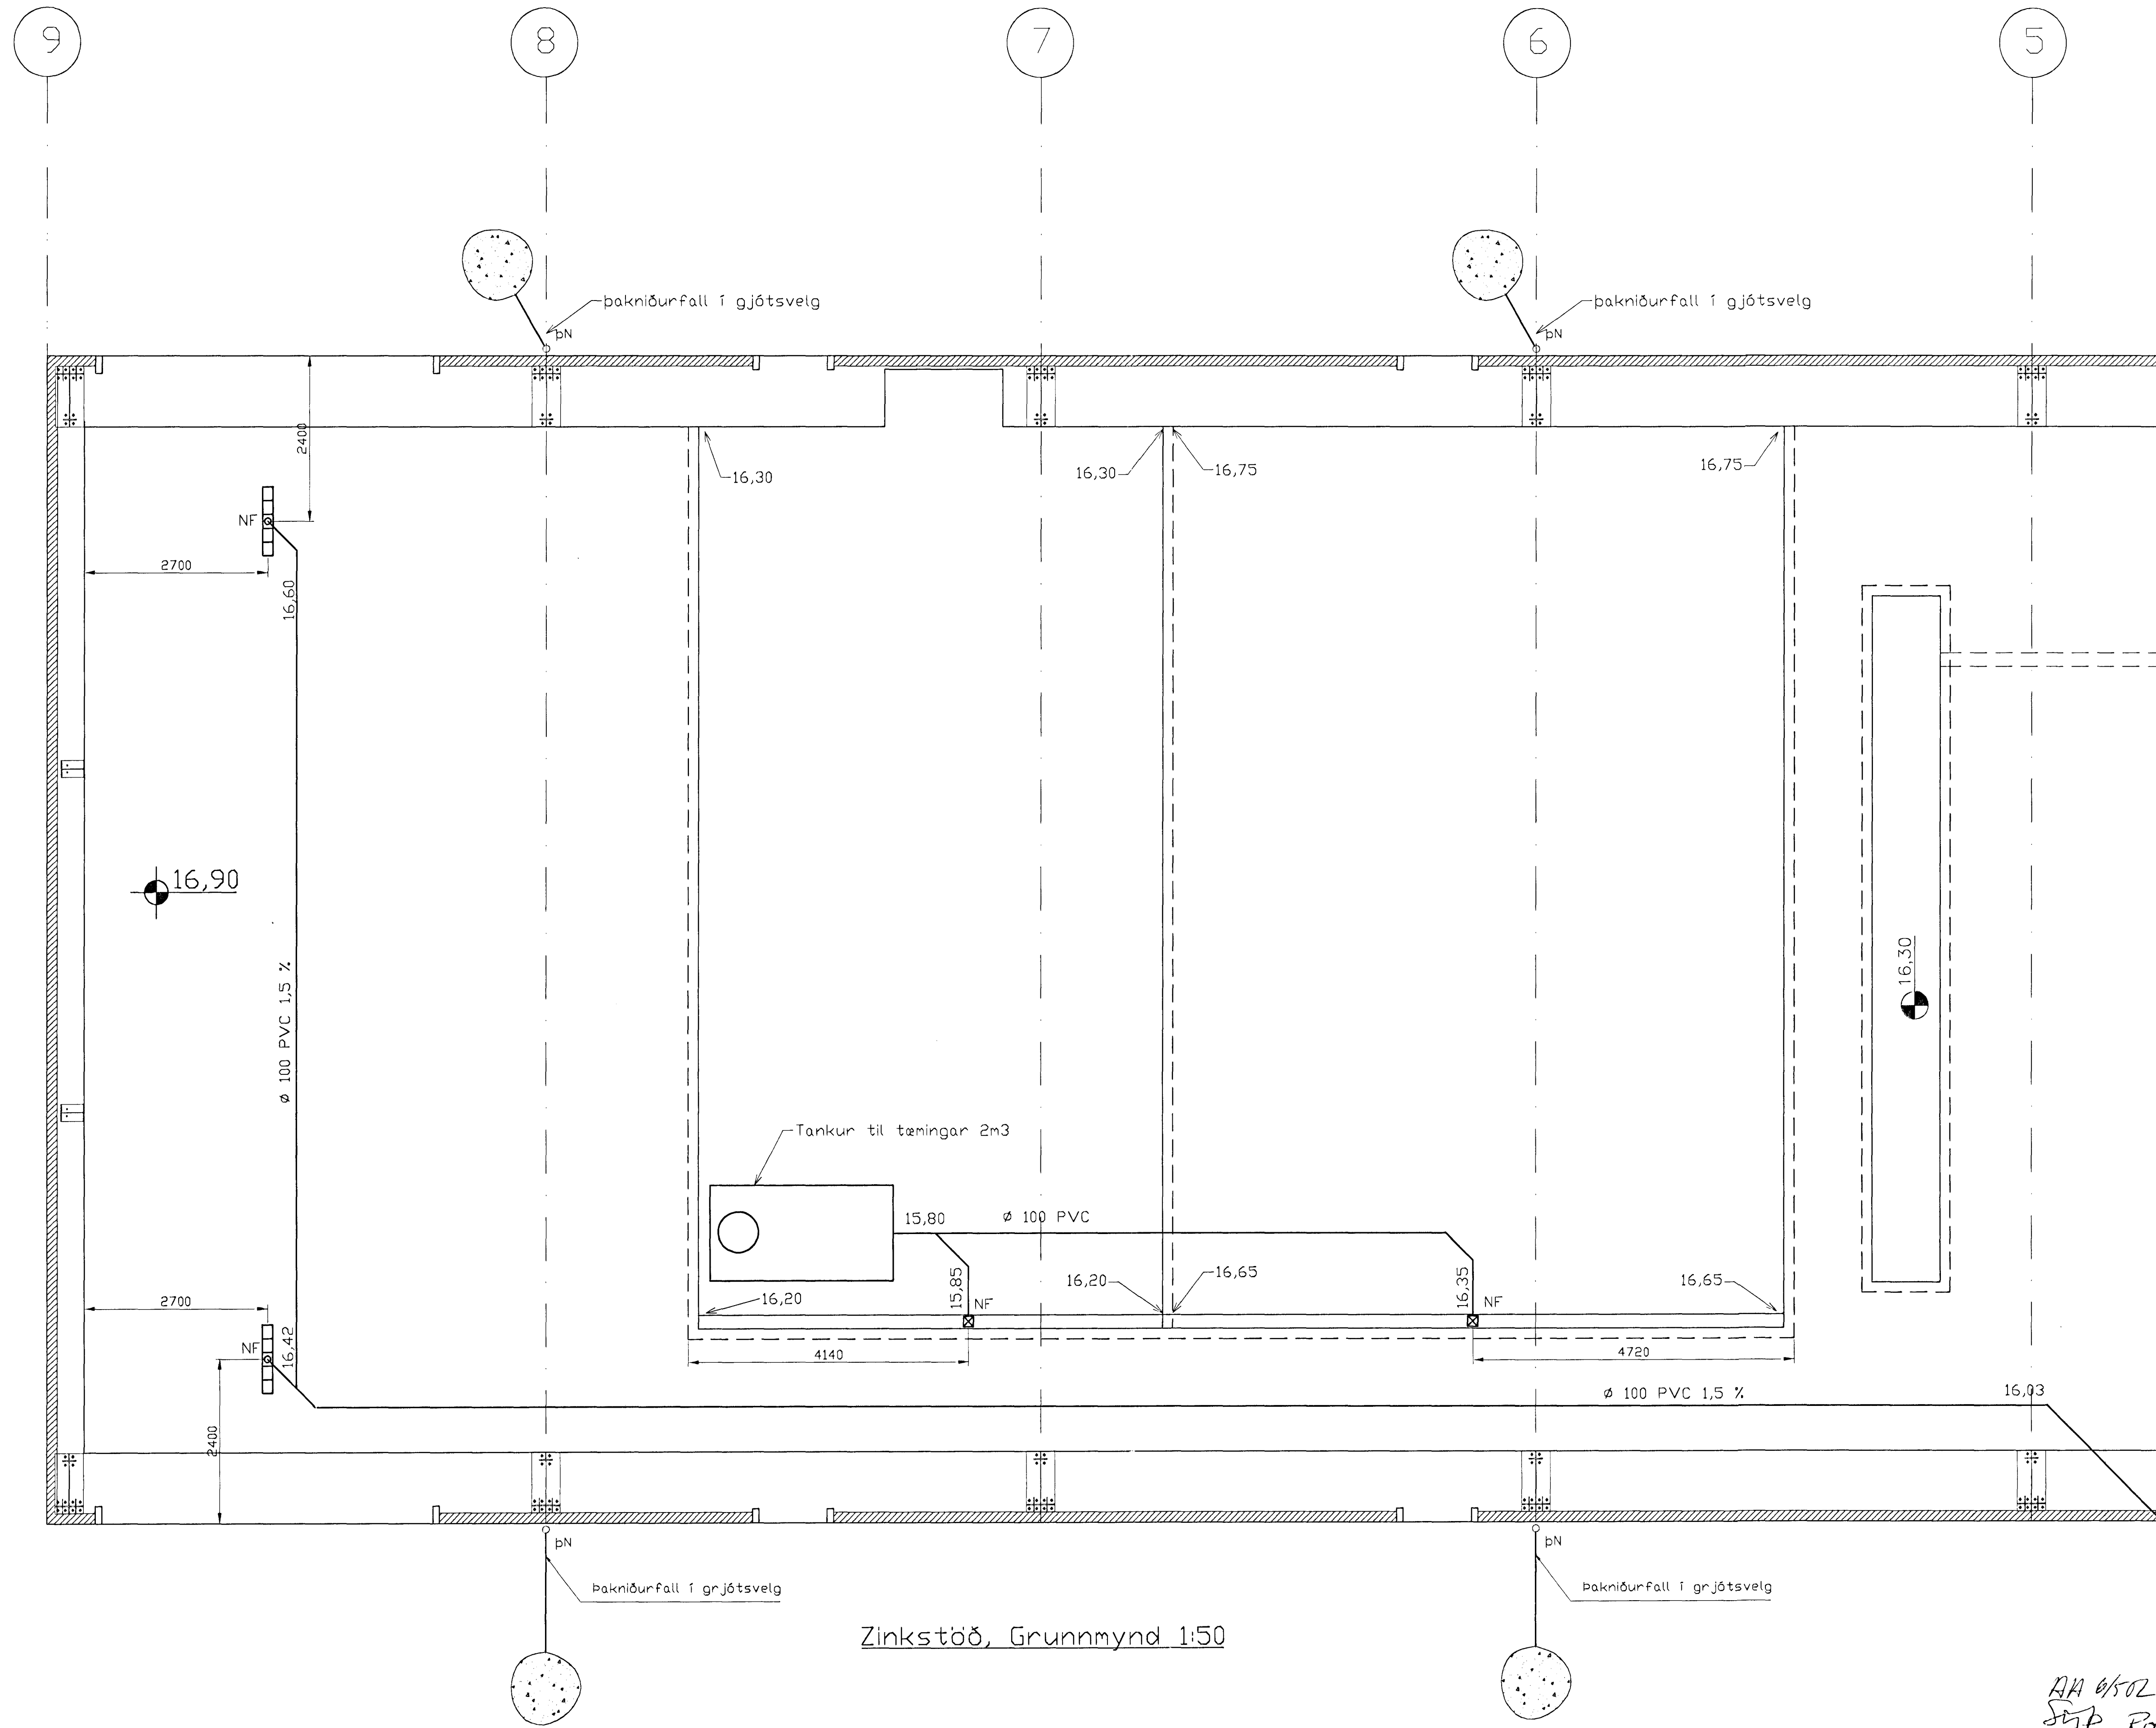 9
8
7
6
5
þakniðurfall í gjótsvelg
þN
þakniðurfall í gjótsvelg
þN
2400
16,30
16,30
16,75
16,75
NF
2700
16,60
16,90
16,30
Ø 100 PVC 1,5 %
Tankur til tæmingar 2m3
15,80
Ø 100 PVC
15,85
16,20
NF
16,20
16,65
16,35
NF
16,65
2700
NF
16,42
4140
4720
Ø 100 PVC 1,5 %
16,03
2400
þN
þN
Þakniðurfall í grjótsvelg
Þakniðurfall í grjótsvelg
Zinkstöð, Grunnmynd 1:50
AA